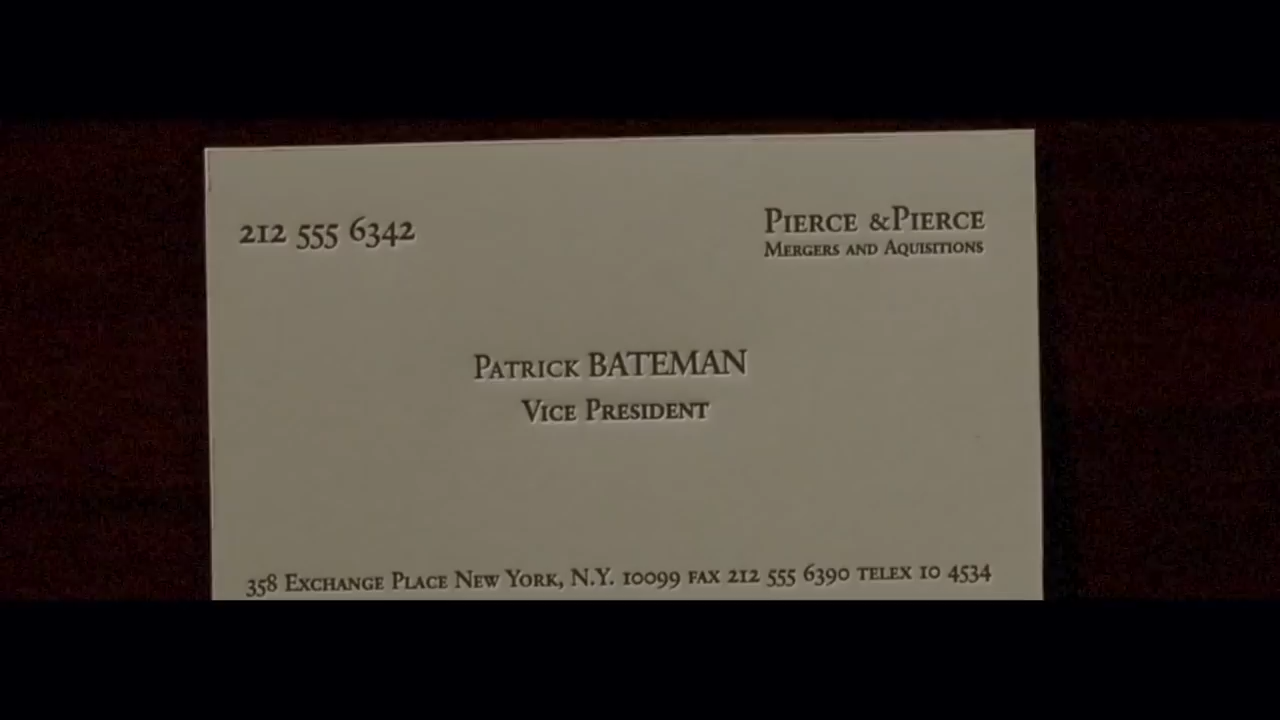 212 555 6342
PIERCE &PIERCE
MERGERS AND AQUISITIONS
PATRICK BATEMAN
VICE PRESIDENT
358 EXCHANGE PLACE NEW YORK, N.Y. 10099 FAX 212 555 6390 TELEX 10 4534